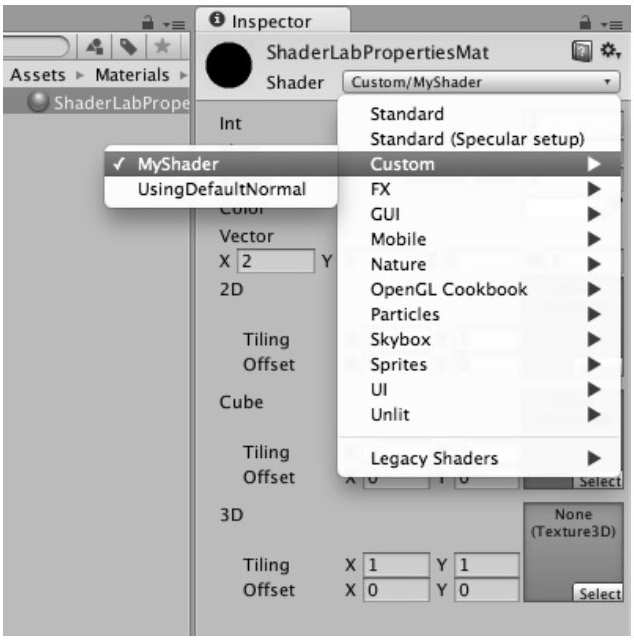 Inspector
ShaderLabPropertiesMat
Shader Custom/MyShader
Assets Materials
ShaderLabPrope
Int
Standard
Standard (Specular setup)
Custom
FX
GUI
Mobile
Nature
OpenGL Cookbook
Particles
Skybox
Sprites
UI
Unlit
Legacy Shaders
MyShader
UsingDefaultNormal
Color
Vector
X 2 Y
2D
Tiling
Offset
Cube
Tiling
Offset X 0 Y 0 Select
3D
None
(Texture3D)
Tiling X 1 Y 1
Offset X 0 Y 0 Select